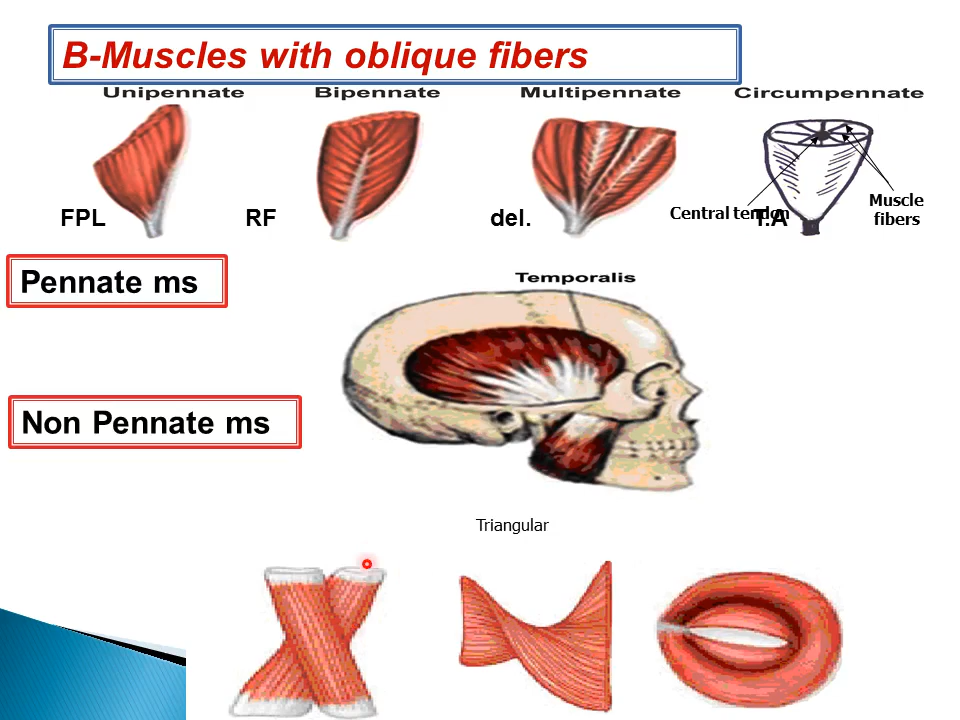 B-Muscles with oblique fibers
Unipennate
Bipennate
Multipennate
Circumpennate
FPL
RF
del.
Central tendon
T.A
Muscle
fibers
Pennate ms
Temporalis
Non Pennate ms
Triangular